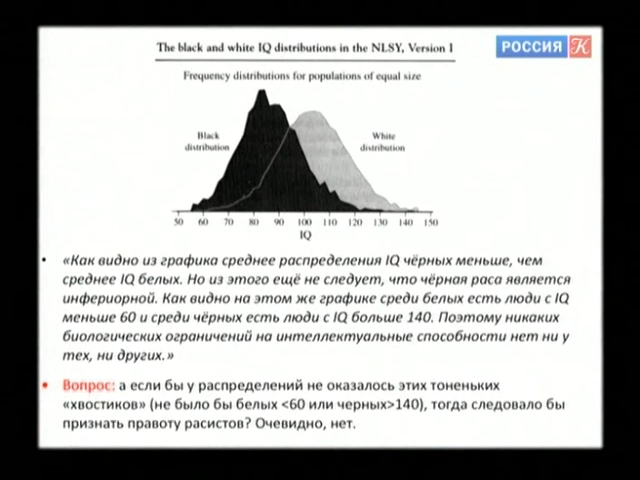 The black and white IQ distributions in the NLSY, Version I
РОССИЯ К
Frequency distributions for populations of equal size
Black
distribution
White
distribution
50 60 70 80 90 100 110 120 130 140 150
IQ
• «Как видно из графика среднее распределения IQ чёрных меньше, чем
среднее IQ белых. Но из этого ещё не следует, что чёрная раса является
инфериорной. Как видно на этом же графике среди белых есть люди с IQ
меньше 60 и среди чёрных есть люди с IQ больше 140. Поэтому никаких
биологических ограничений на интеллектуальные способности нет ни у
тех, ни других.»
• Вопрос: а если бы у распределений не оказалось этих тоненьких
«хвостиков» (не было бы белых <60 или черных>140), тогда следовало бы
признать правоту расистов? Очевидно, нет.